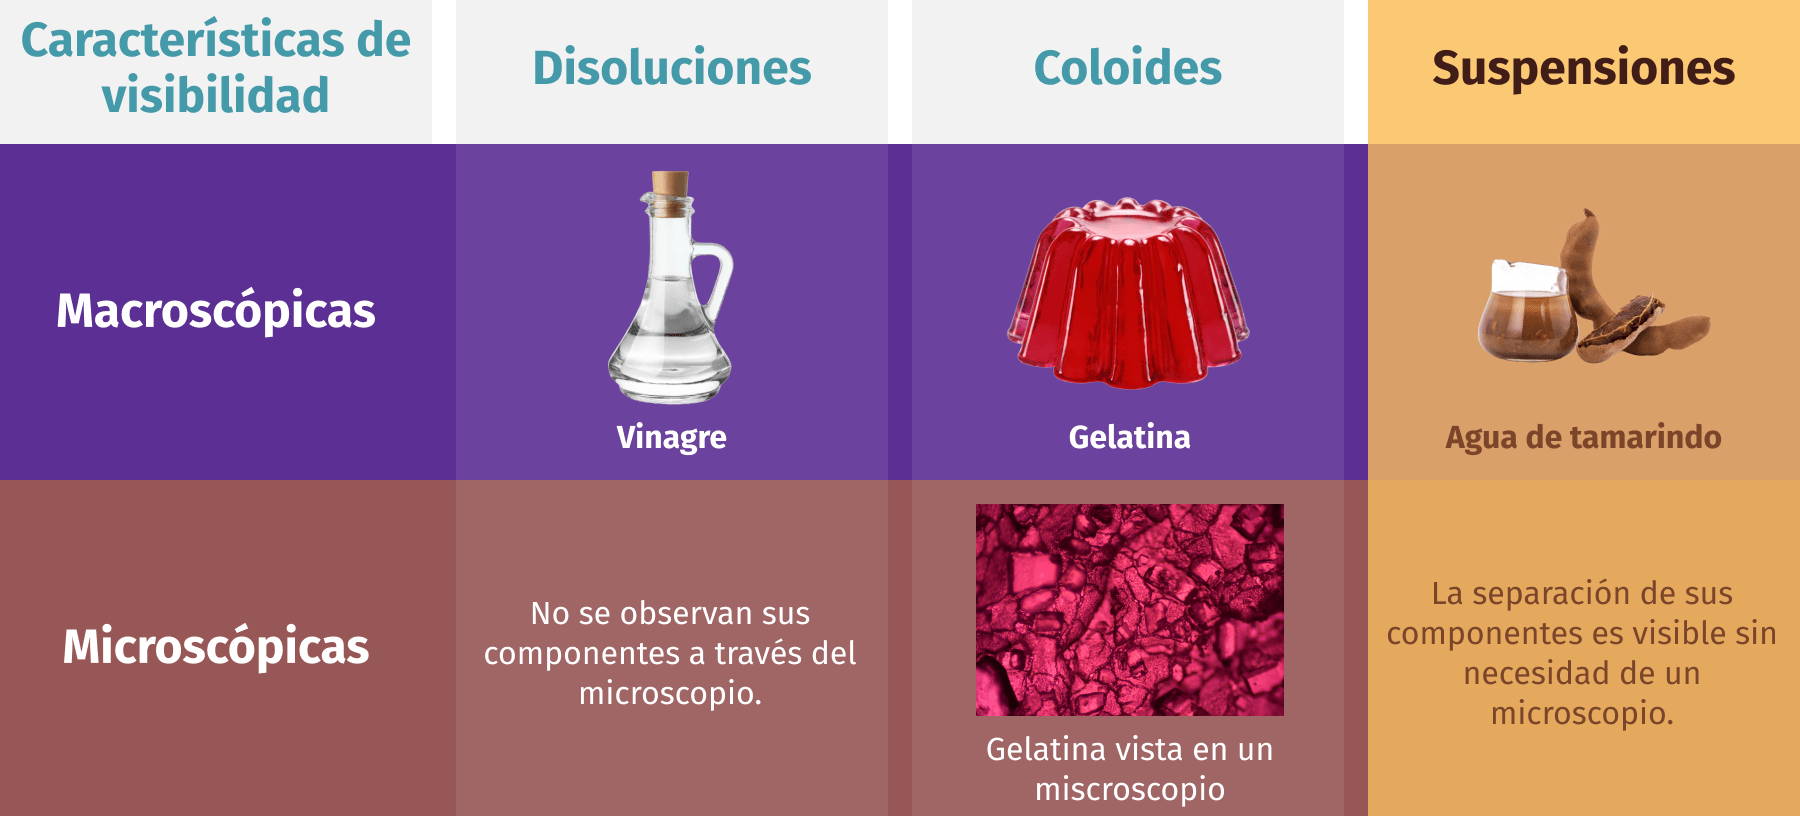 Características de
visibilidad
Disoluciones
Coloides
Suspensiones
Macroscópicas
Vinagre
Gelatina
Agua de tamarindo
Microscópicas
No se observan sus
componentes a través del
microscopio.
Gelatina vista en un
miscroscopio
La separación de sus
componentes es visible sin
necesidad de un
microscopio.